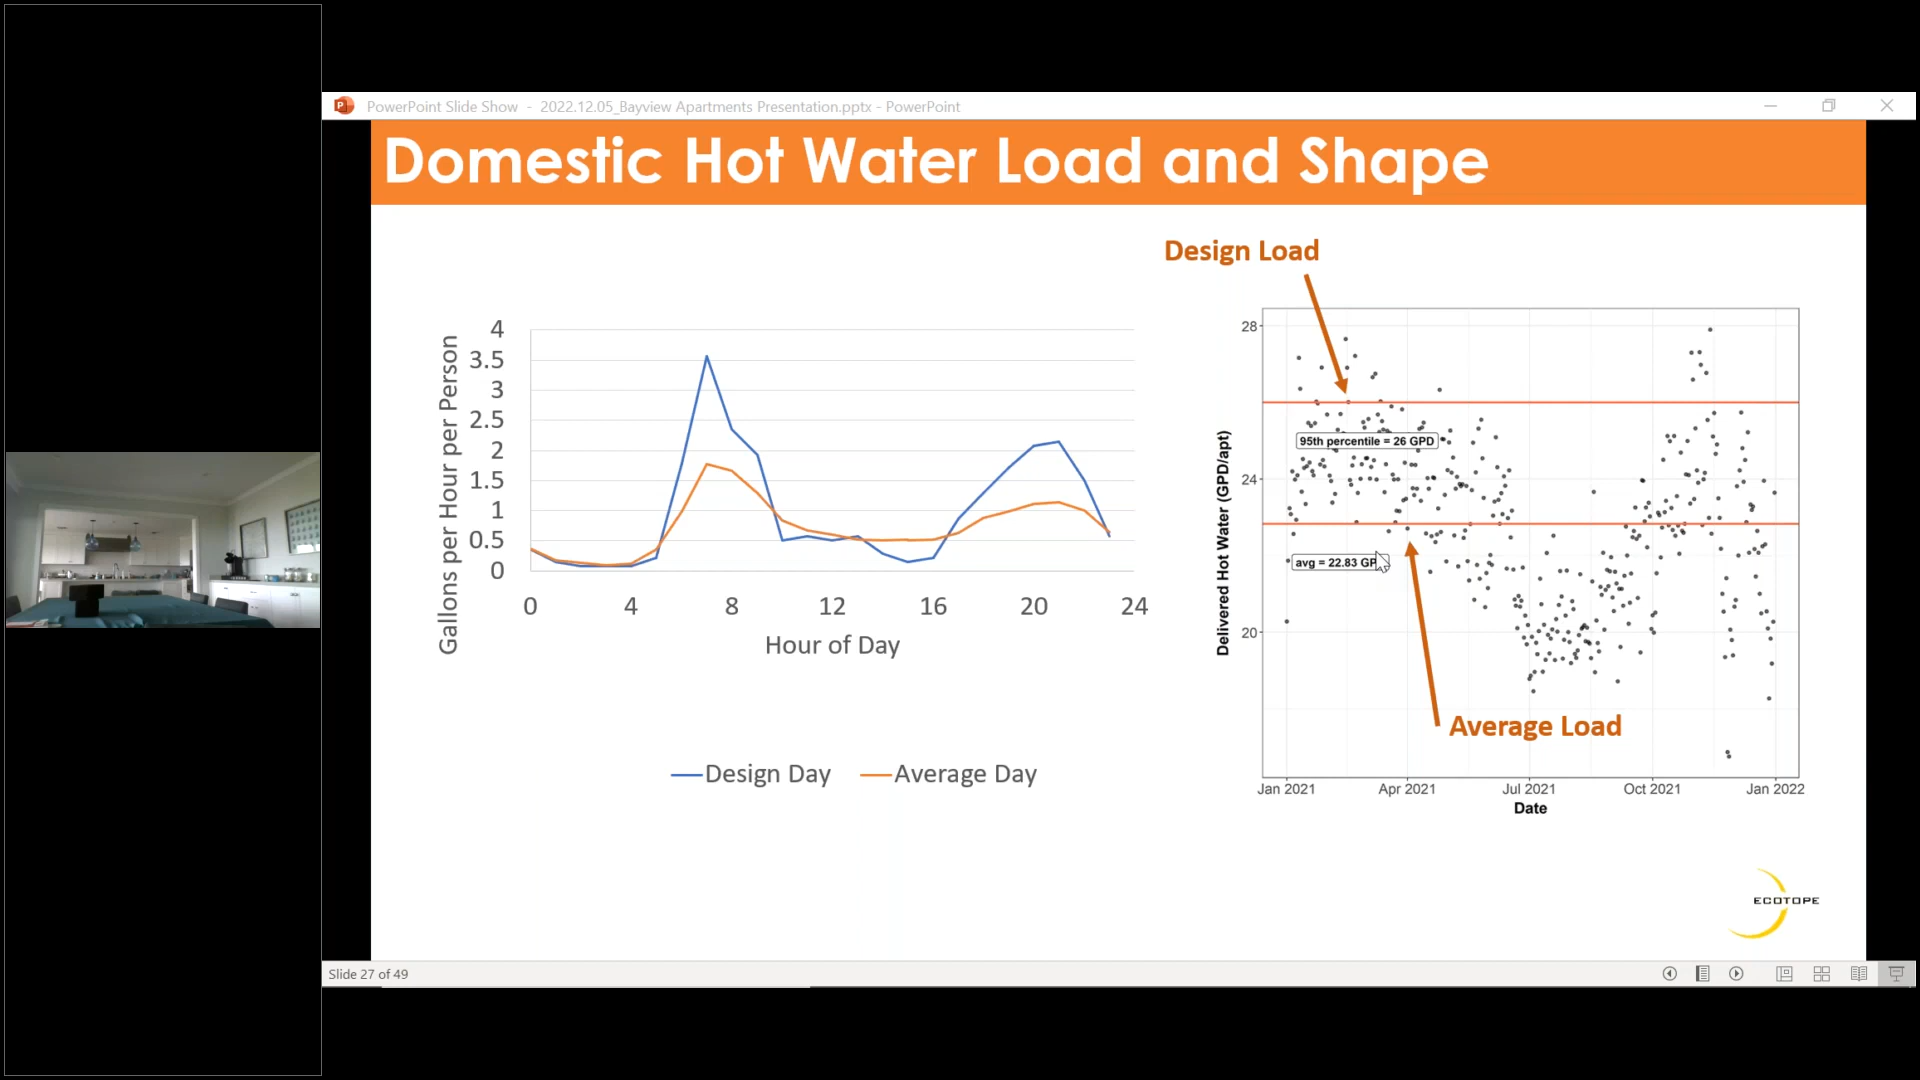 PowerPoint Slide Show - 2022.12.05_Bayview Apartments Presentation.pptx - PowerPoint
Domestic Hot Water Load and Shape
Gallons per Hour per Person
4
3.5
3
2.5
2
1.5
1
0.5
0
0 4 8 12 16 20 24
Hour of Day
Design Day Average Day
Design Load
Delivered Hot Water (GPD/apt)
28
24
20
95th percentile = 26 GPD
avg = 22.83 GP
Average Load
Jan 2021 Apr 2021 Jul 2021 Oct 2021 Jan 2022
Date
ECOTOPE
Slide 27 of 49